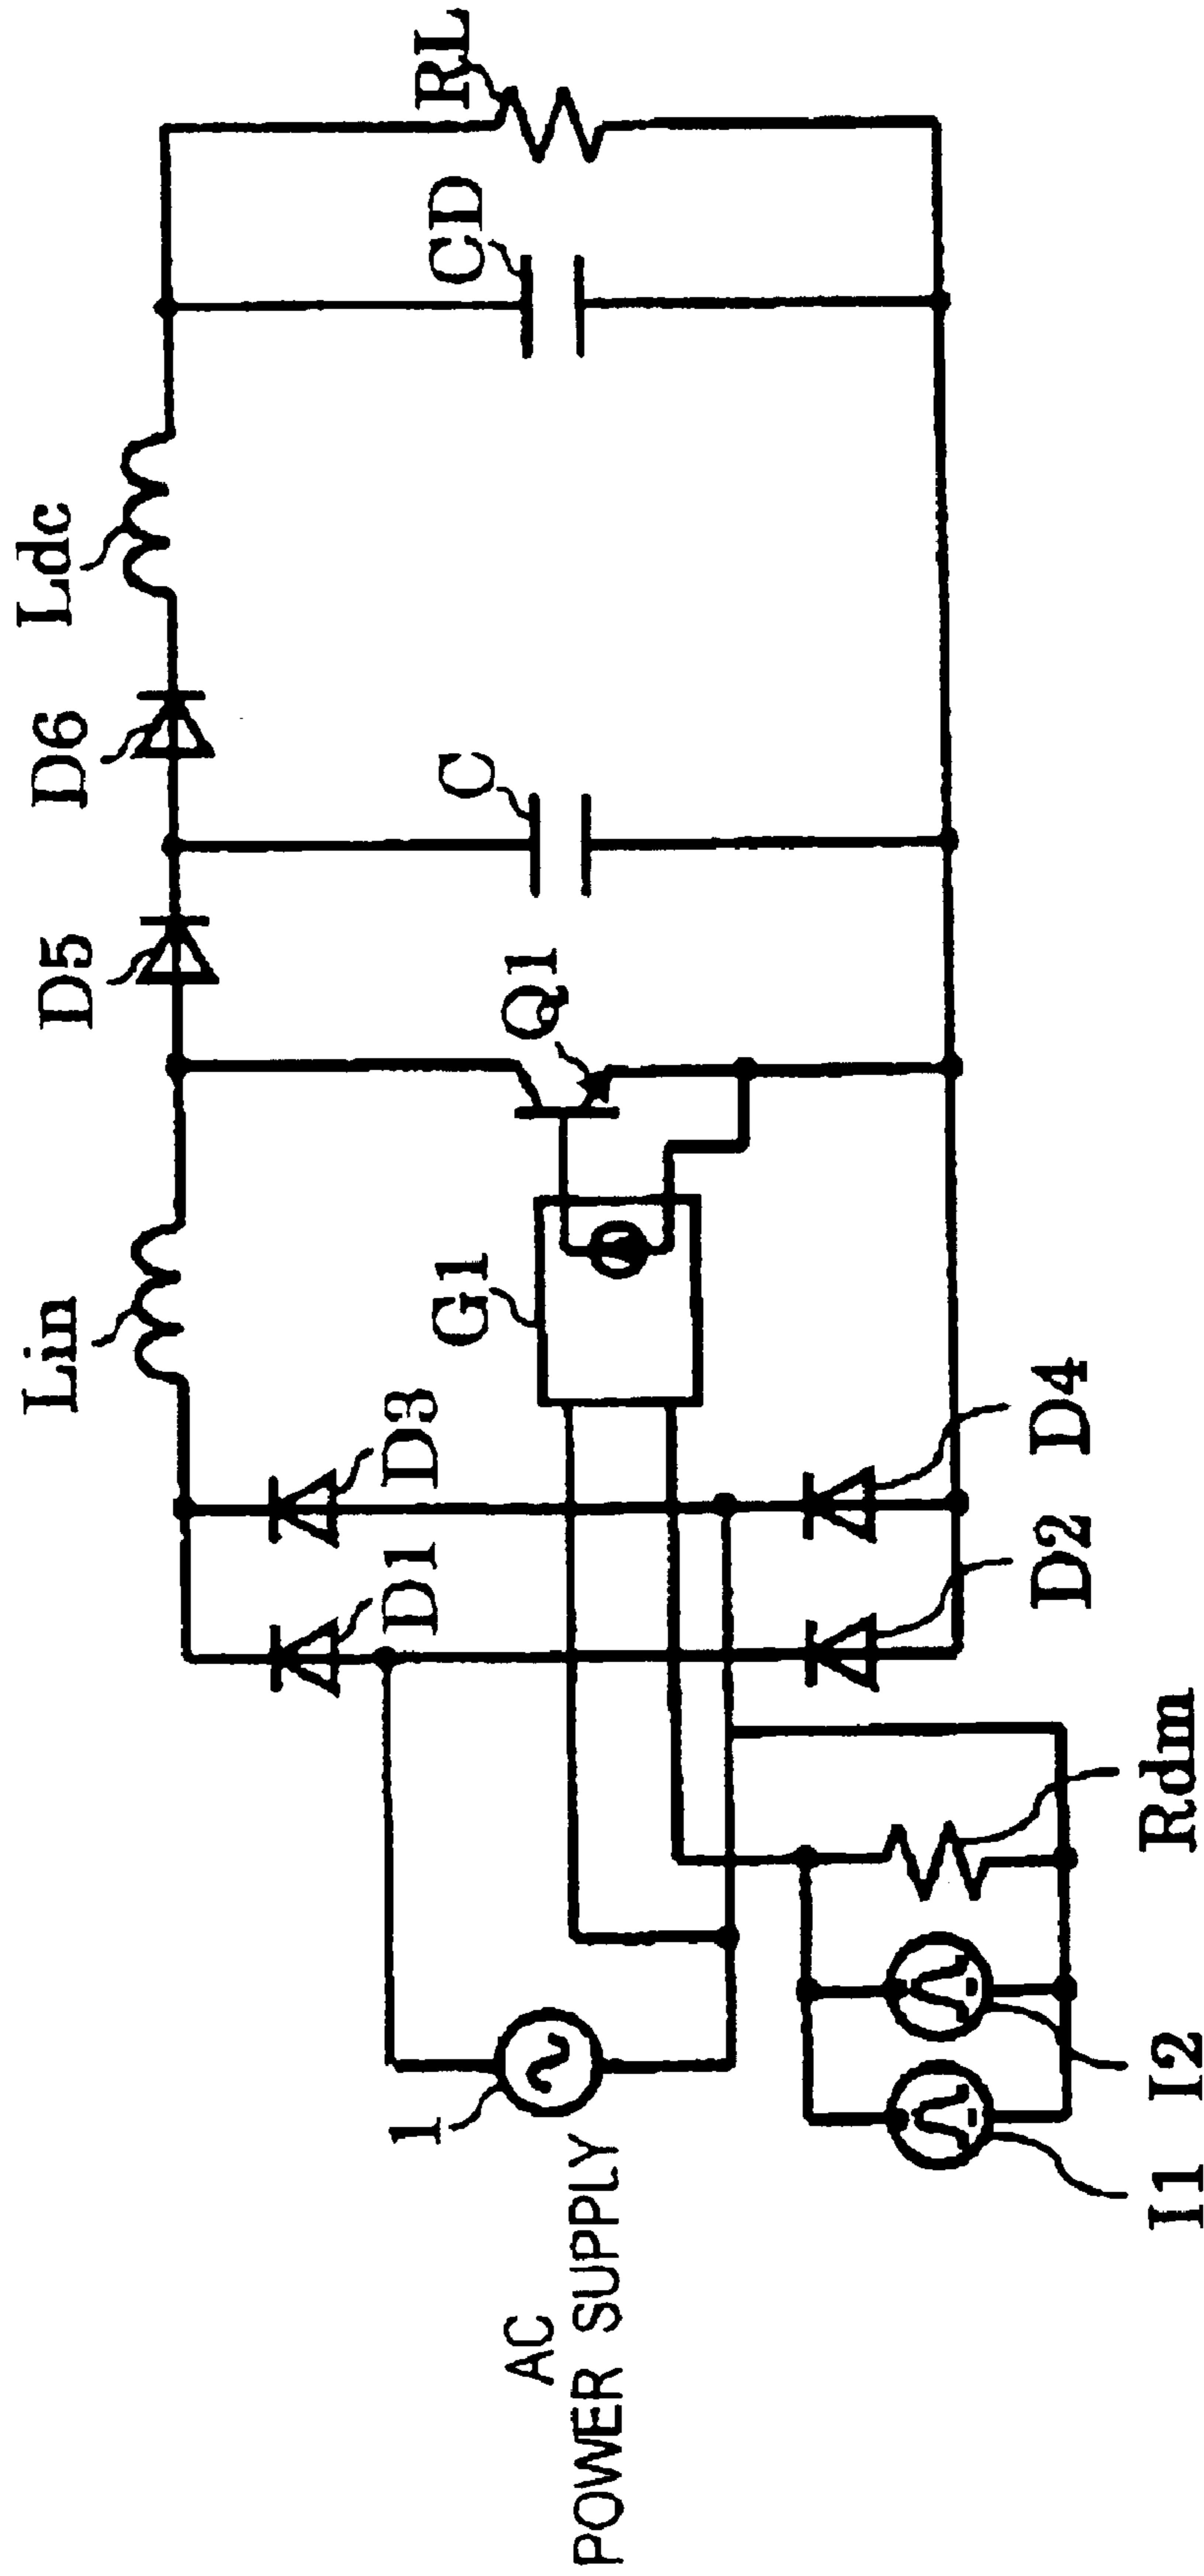 Lin
D5
D6
Ldc
D1
D3
G1
Q1
C
CD
RL
1
AC
POWER SUPPLY
D2
D4
I1
I2
Rdm